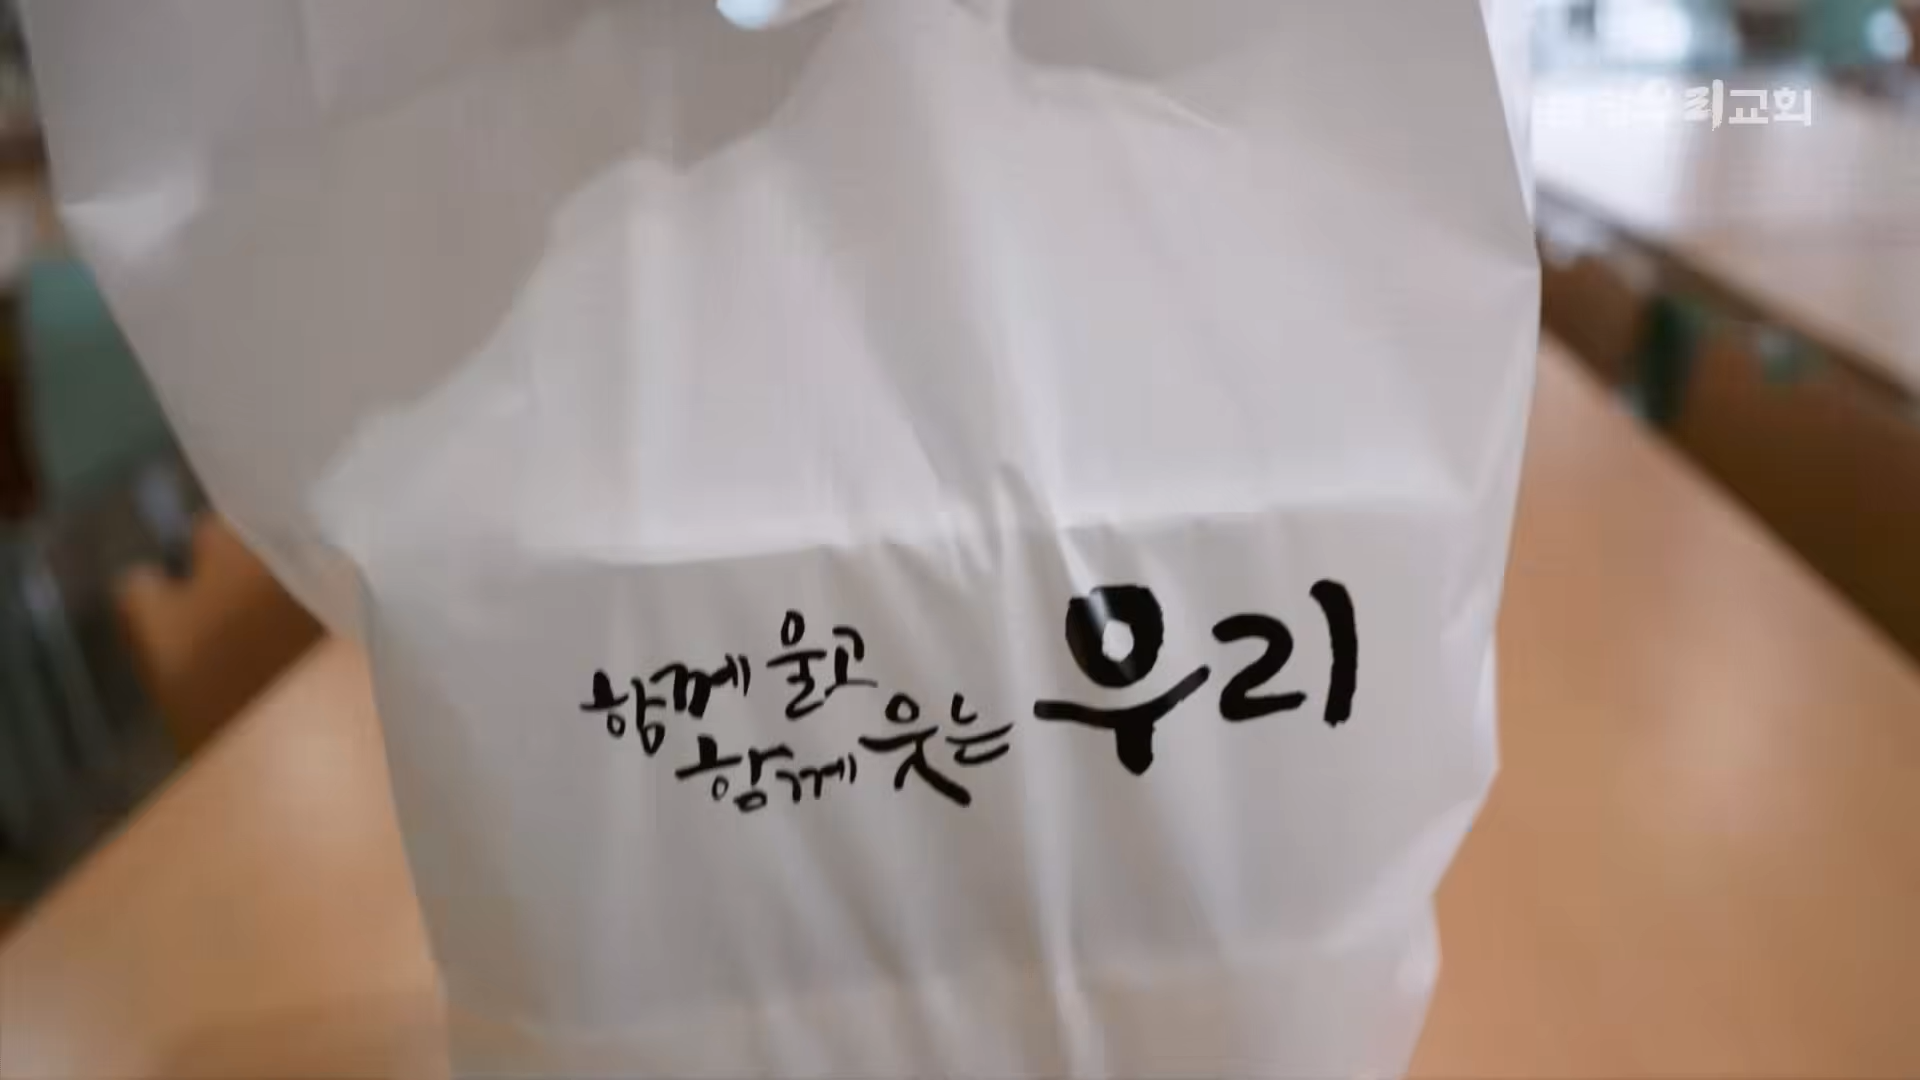 함께 울고
함께 웃는 우리
우리교회